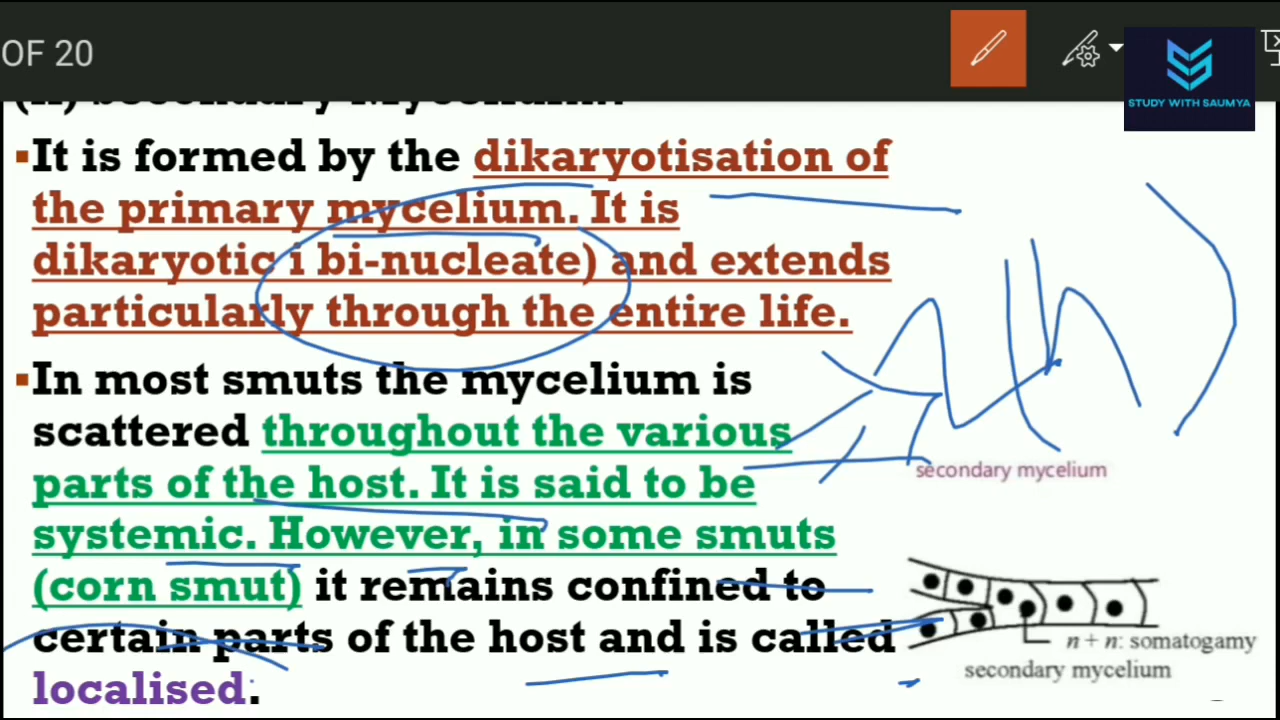 OF 20
STUDY WITH SAUMYA
(ii) Secondary Mycelium:
▪It is formed by the dikaryotisation of
the primary mycelium. It is
dikaryotic i bi-nucleate) and extends
particularly through the entire life.
▪In most smuts the mycelium is
scattered throughout the various
parts of the host. It is said to be
systemic. However, in some smuts
(corn smut) it remains confined to
certain parts of the host and is called
localised.
secondary mycelium
n + n: somatogamy
secondary mycelium